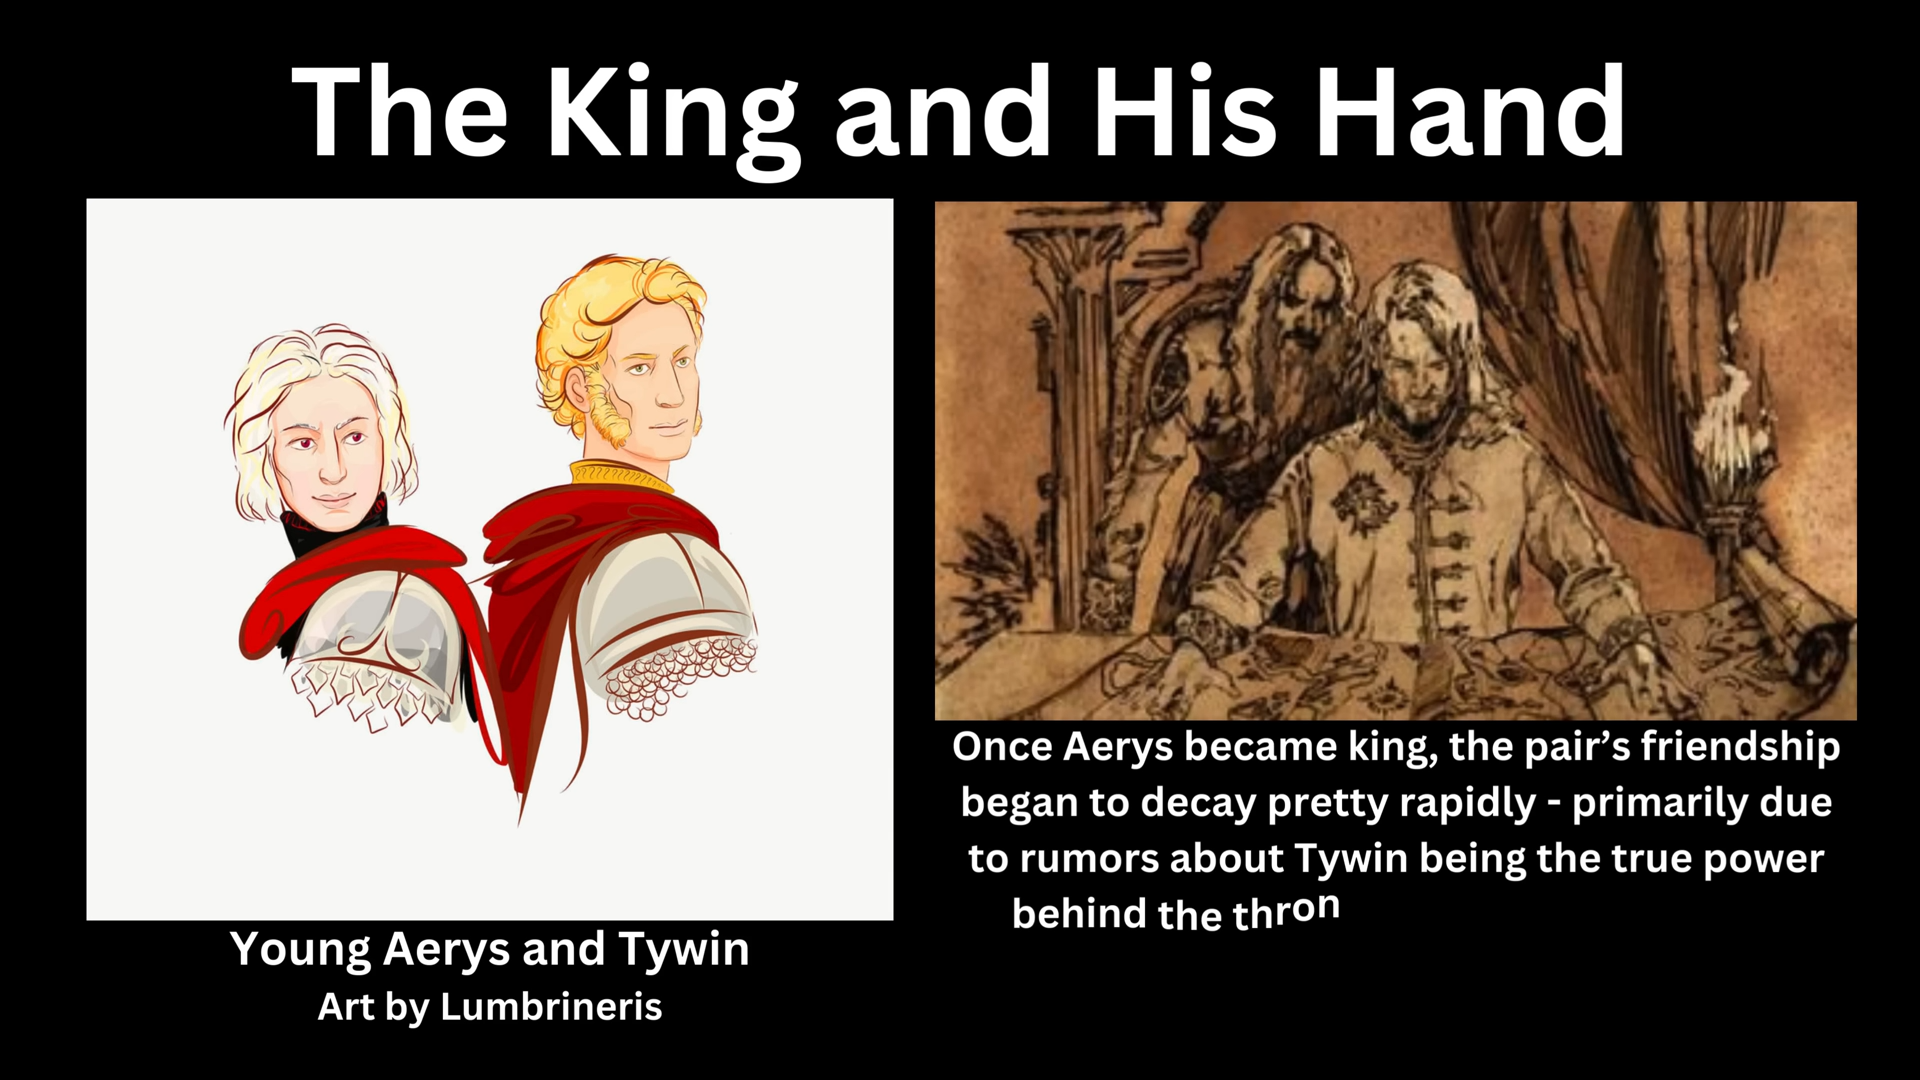 The King and His Hand
Young Aerys and Tywin
Art by Lumbrineris
Once Aerys became king, the pair’s friendship
began to decay pretty rapidly - primarily due
to rumors about Tywin being the true power
behind the thron